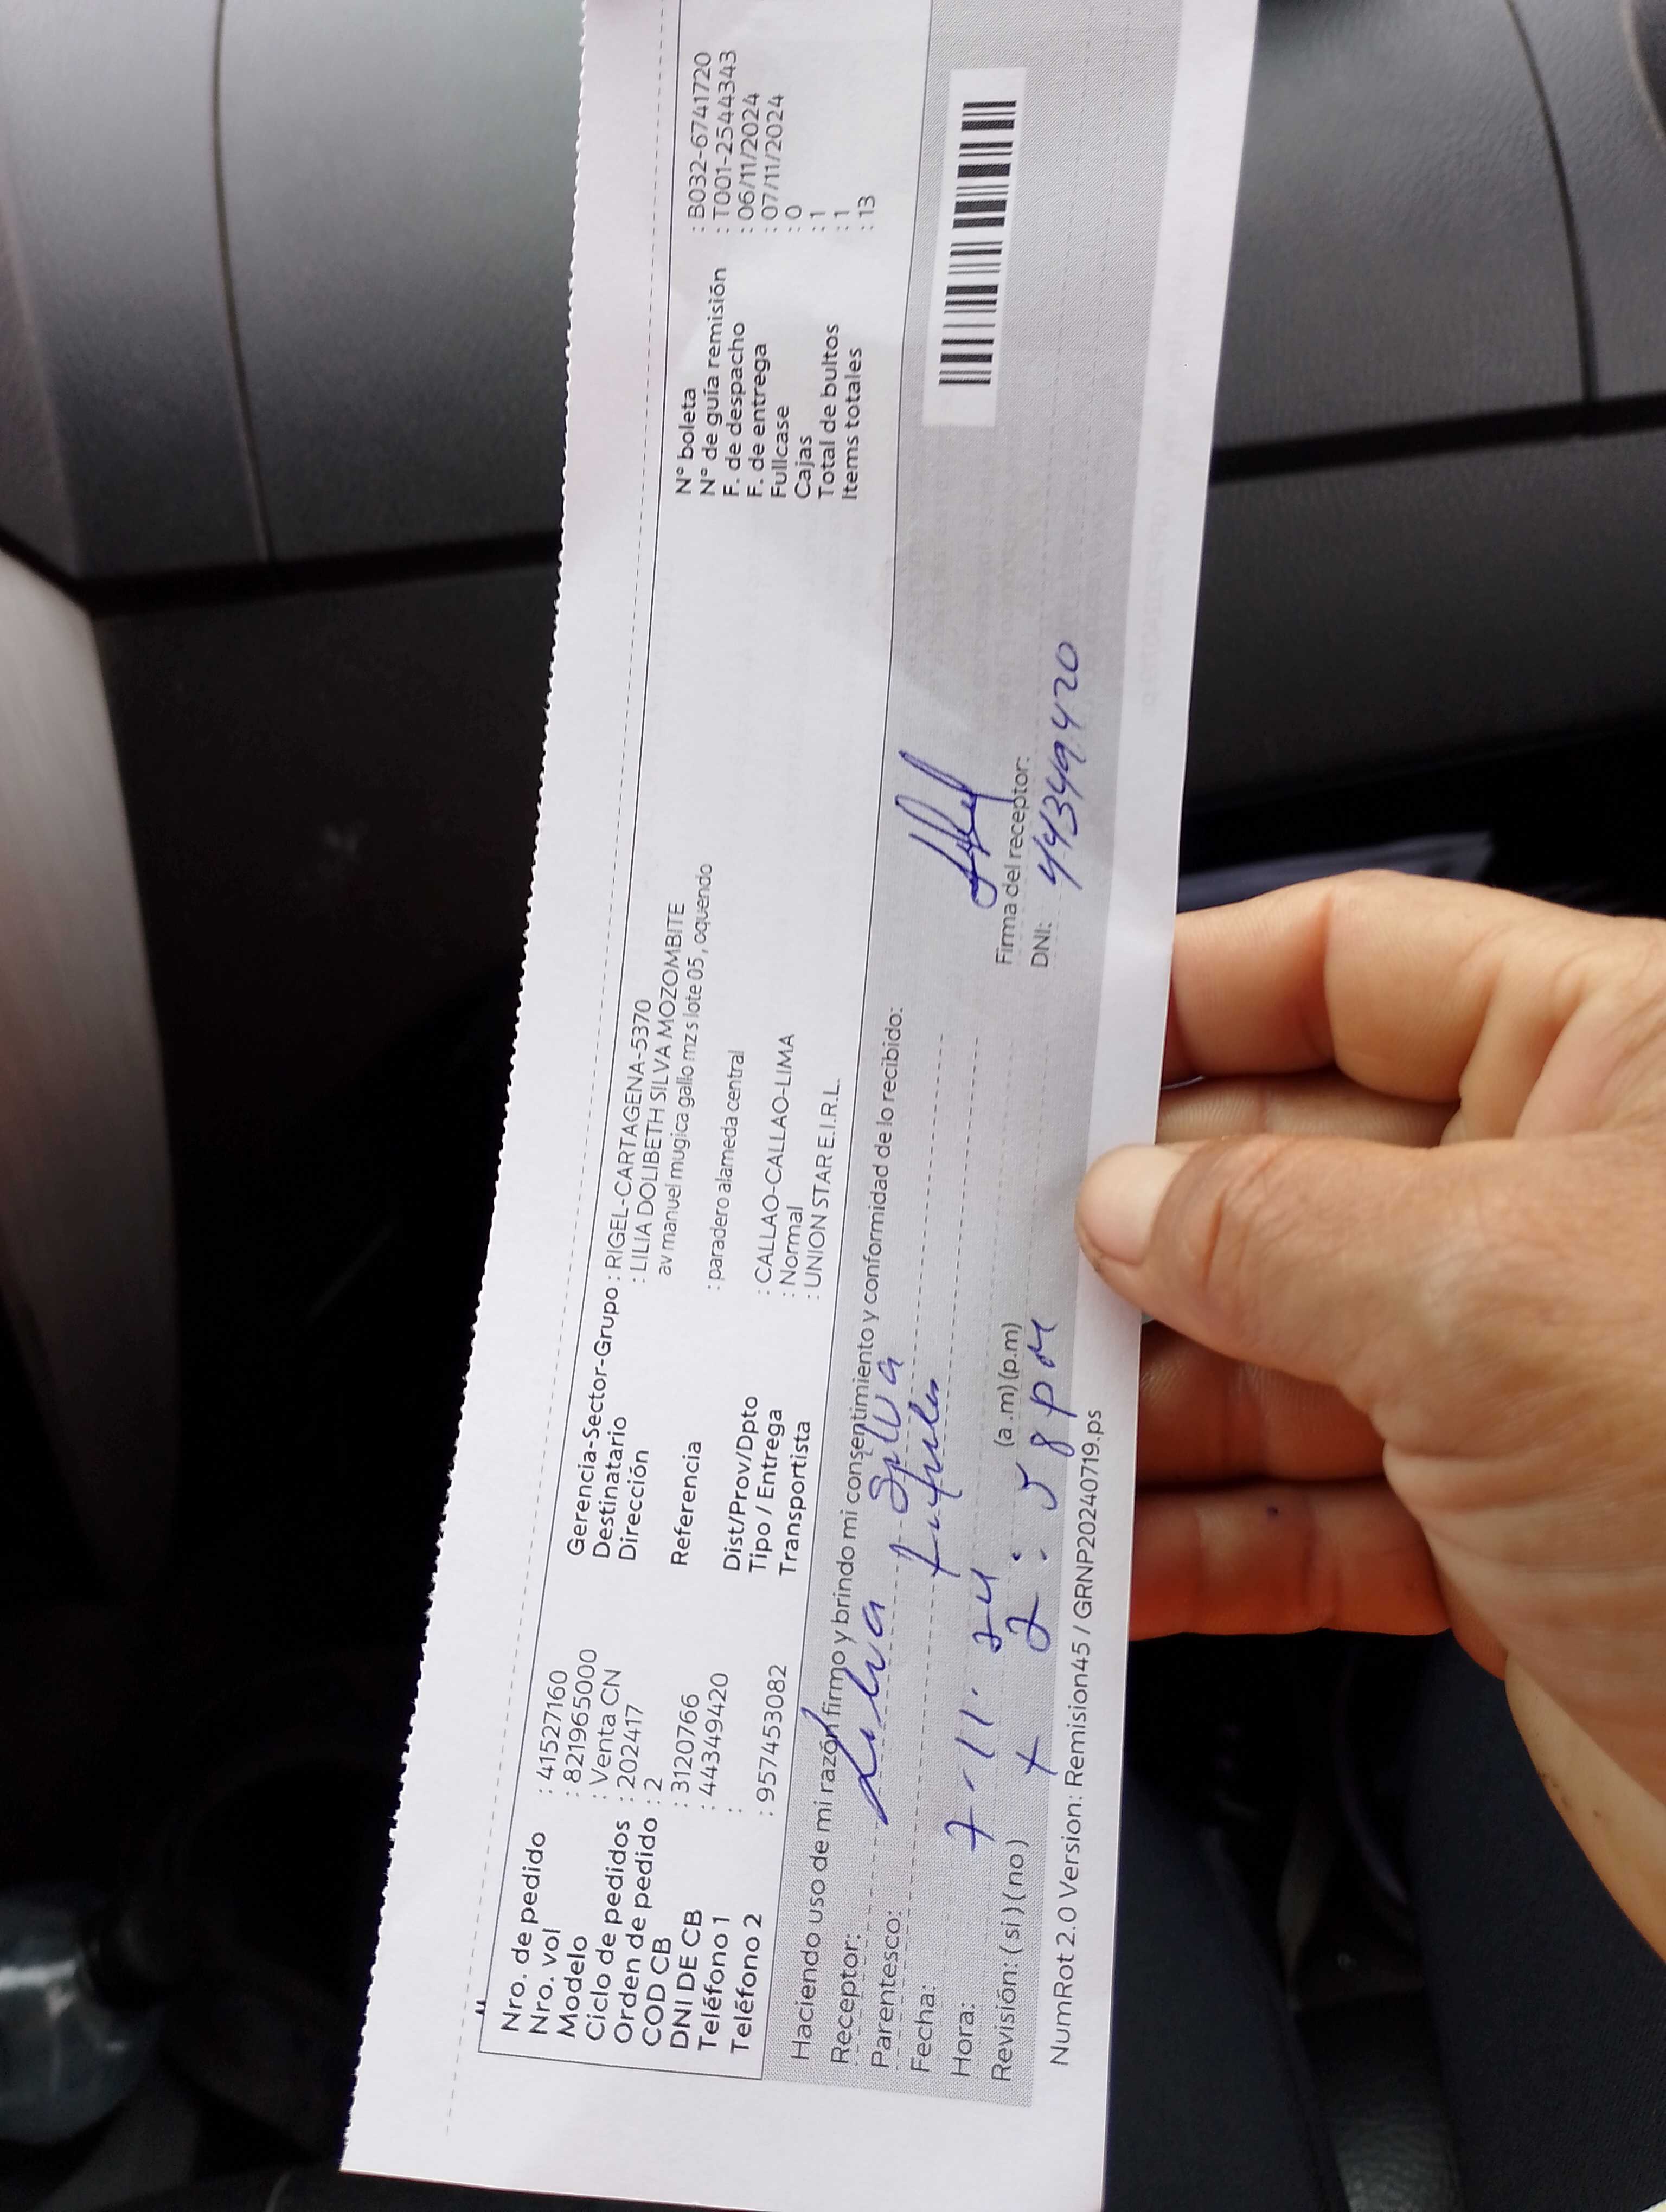 Nro. de pedido : 41527160
Nro. vol : 821965000
Modelo : Venta CN
Ciclo de pedidos : 202417
Orden de pedido : 2
COD CB : 3120766
DNI DE CB : 44349420
Teléfono 1 :
Teléfono 2 : 957453082
Gerencia-Sector-Grupo : RIGEL-CARTAGENA-5370
Destinatario : LILIA DOLIBETH SILVA MOZOMBITE
Dirección av manuel mugica gallo mz s lote 05 , oquendo
Referencia : paradero alameda central
Dist/Prov/Dpto : CALLAO-CALLAO-LIMA
Tipo / Entrega : Normal
Transportista : UNION STAR E.I.R.L.
N° boleta : B032-6741720
N° de guía remisión : T001-2544343
F. de despacho : 06/11/2024
F. de entrega : 07/11/2024
Fullcase : 0
Cajas : 1
Total de bultos : 1
Items totales : 13
Haciendo uso de mi razón firmo y brindo mi consentimiento y conformidad de lo recibido:
Receptor: Silva
Parentesco:
Fecha: 7-11. 24
Hora: 2:58 pm (a .m) (p.m)
Revisión: ( si ) ( no )
Firma del receptor:
DNI: 44349420
NumRot 2.0 Version: Remision45 / GRNP20240719.ps